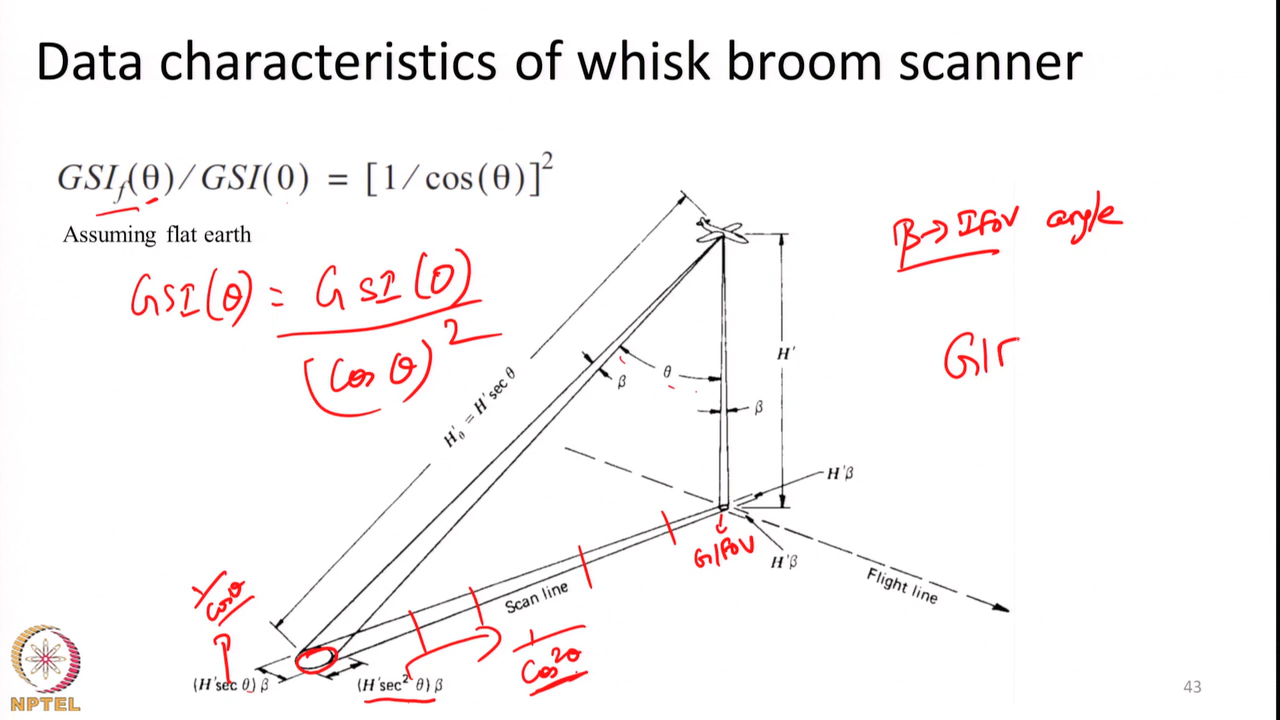 Data characteristics of whisk broom scanner
GSI_f(θ)/GSI(0) = [1/cos(θ)]^2
Assuming flat earth
GSI(θ) = GSI(0)
(cos θ)^2
β → IFOV angle
GIF
H'
θ
β
β
H'_θ = H' sec θ
H'β
H'β
GIFOV
Flight line
Scan line
1/cosθ
1/cos^2θ
(H'sec θ)β
(H'sec^2 θ)β
NPTEL
43